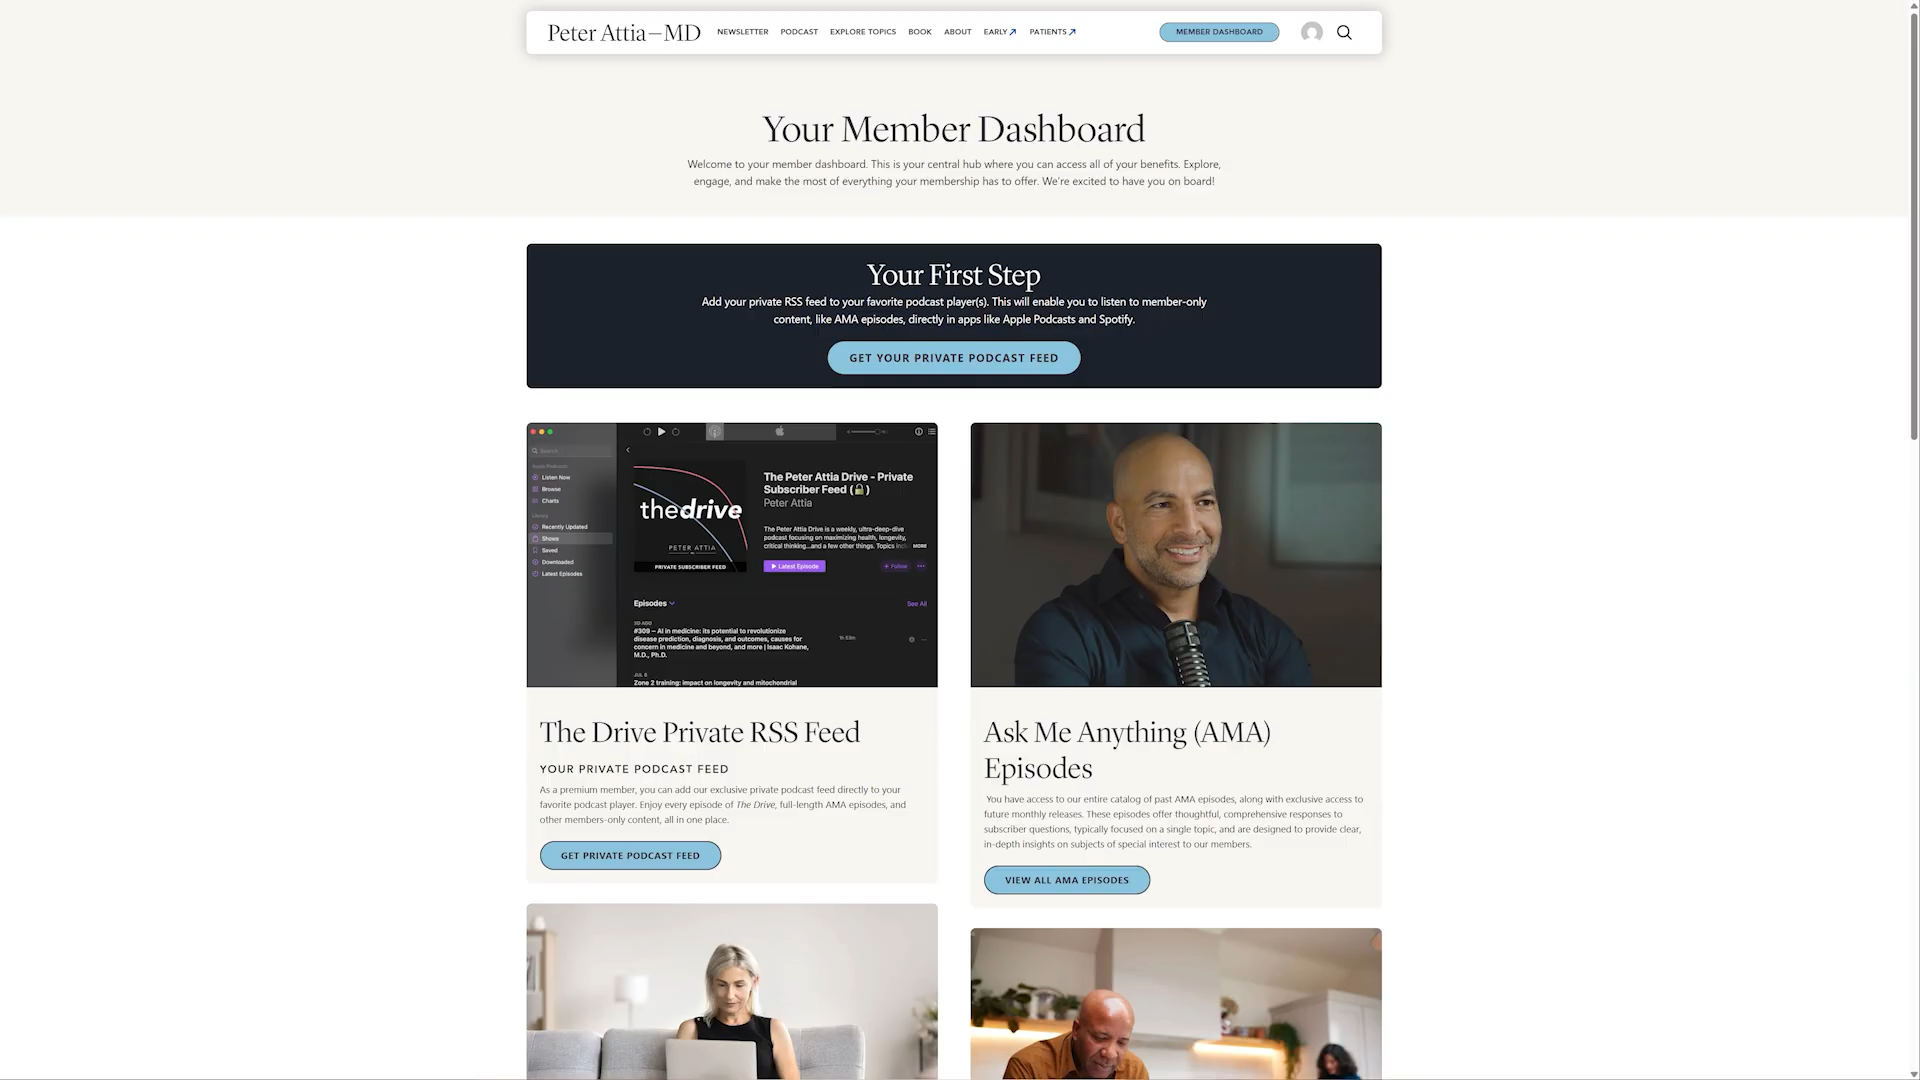 Peter Attia—MD
NEWSLETTER PODCAST EXPLORE TOPICS BOOK ABOUT EARLY PATIENTS
MEMBER DASHBOARD
Your Member Dashboard
Welcome to your member dashboard. This is your central hub where you can access all of your benefits. Explore,
engage, and make the most of everything your membership has to offer. We're excited to have you on board!
Your First Step
Add your private RSS feed to your favorite podcast player(s). This will enable you to listen to member-only
content, like AMA episodes, directly in apps like Apple Podcasts and Spotify.
GET YOUR PRIVATE PODCAST FEED
Search
Apple Podcasts
Listen Now
Browse
Charts
Library
Recently Updated
Shows
Saved
Downloaded
Latest Episodes
thedrive
PETER ATTIA
PRIVATE SUBSCRIBER FEED
The Peter Attia Drive - Private
Subscriber Feed (🔒)
Peter Attia
The Peter Attia Drive is a weekly, ultra-deep-dive
podcast focusing on maximizing health, longevity,
critical thinking...and a few other things. Topics MORE
Latest Episode
+ Follow
Episodes
See All
3D AGO
#309 – AI in medicine: its potential to revolutionize
disease prediction, diagnosis, and outcomes, causes for
concern in medicine and beyond, and more | Isaac Kohane,
M.D., Ph.D.
1h 53m
JUL 8
Zone 2 training: impact on longevity and mitochondrial
The Drive Private RSS Feed
YOUR PRIVATE PODCAST FEED
As a premium member, you can add our exclusive private podcast feed directly to your
favorite podcast player. Enjoy every episode of The Drive, full-length AMA episodes, and
other members-only content, all in one place.
GET PRIVATE PODCAST FEED
Ask Me Anything (AMA)
Episodes
You have access to our entire catalog of past AMA episodes, along with exclusive access to
future monthly releases. These episodes offer thoughtful, comprehensive responses to
subscriber questions, typically focused on a single topic, and are designed to provide clear,
in-depth insights on subjects of special interest to our members.
VIEW ALL AMA EPISODES